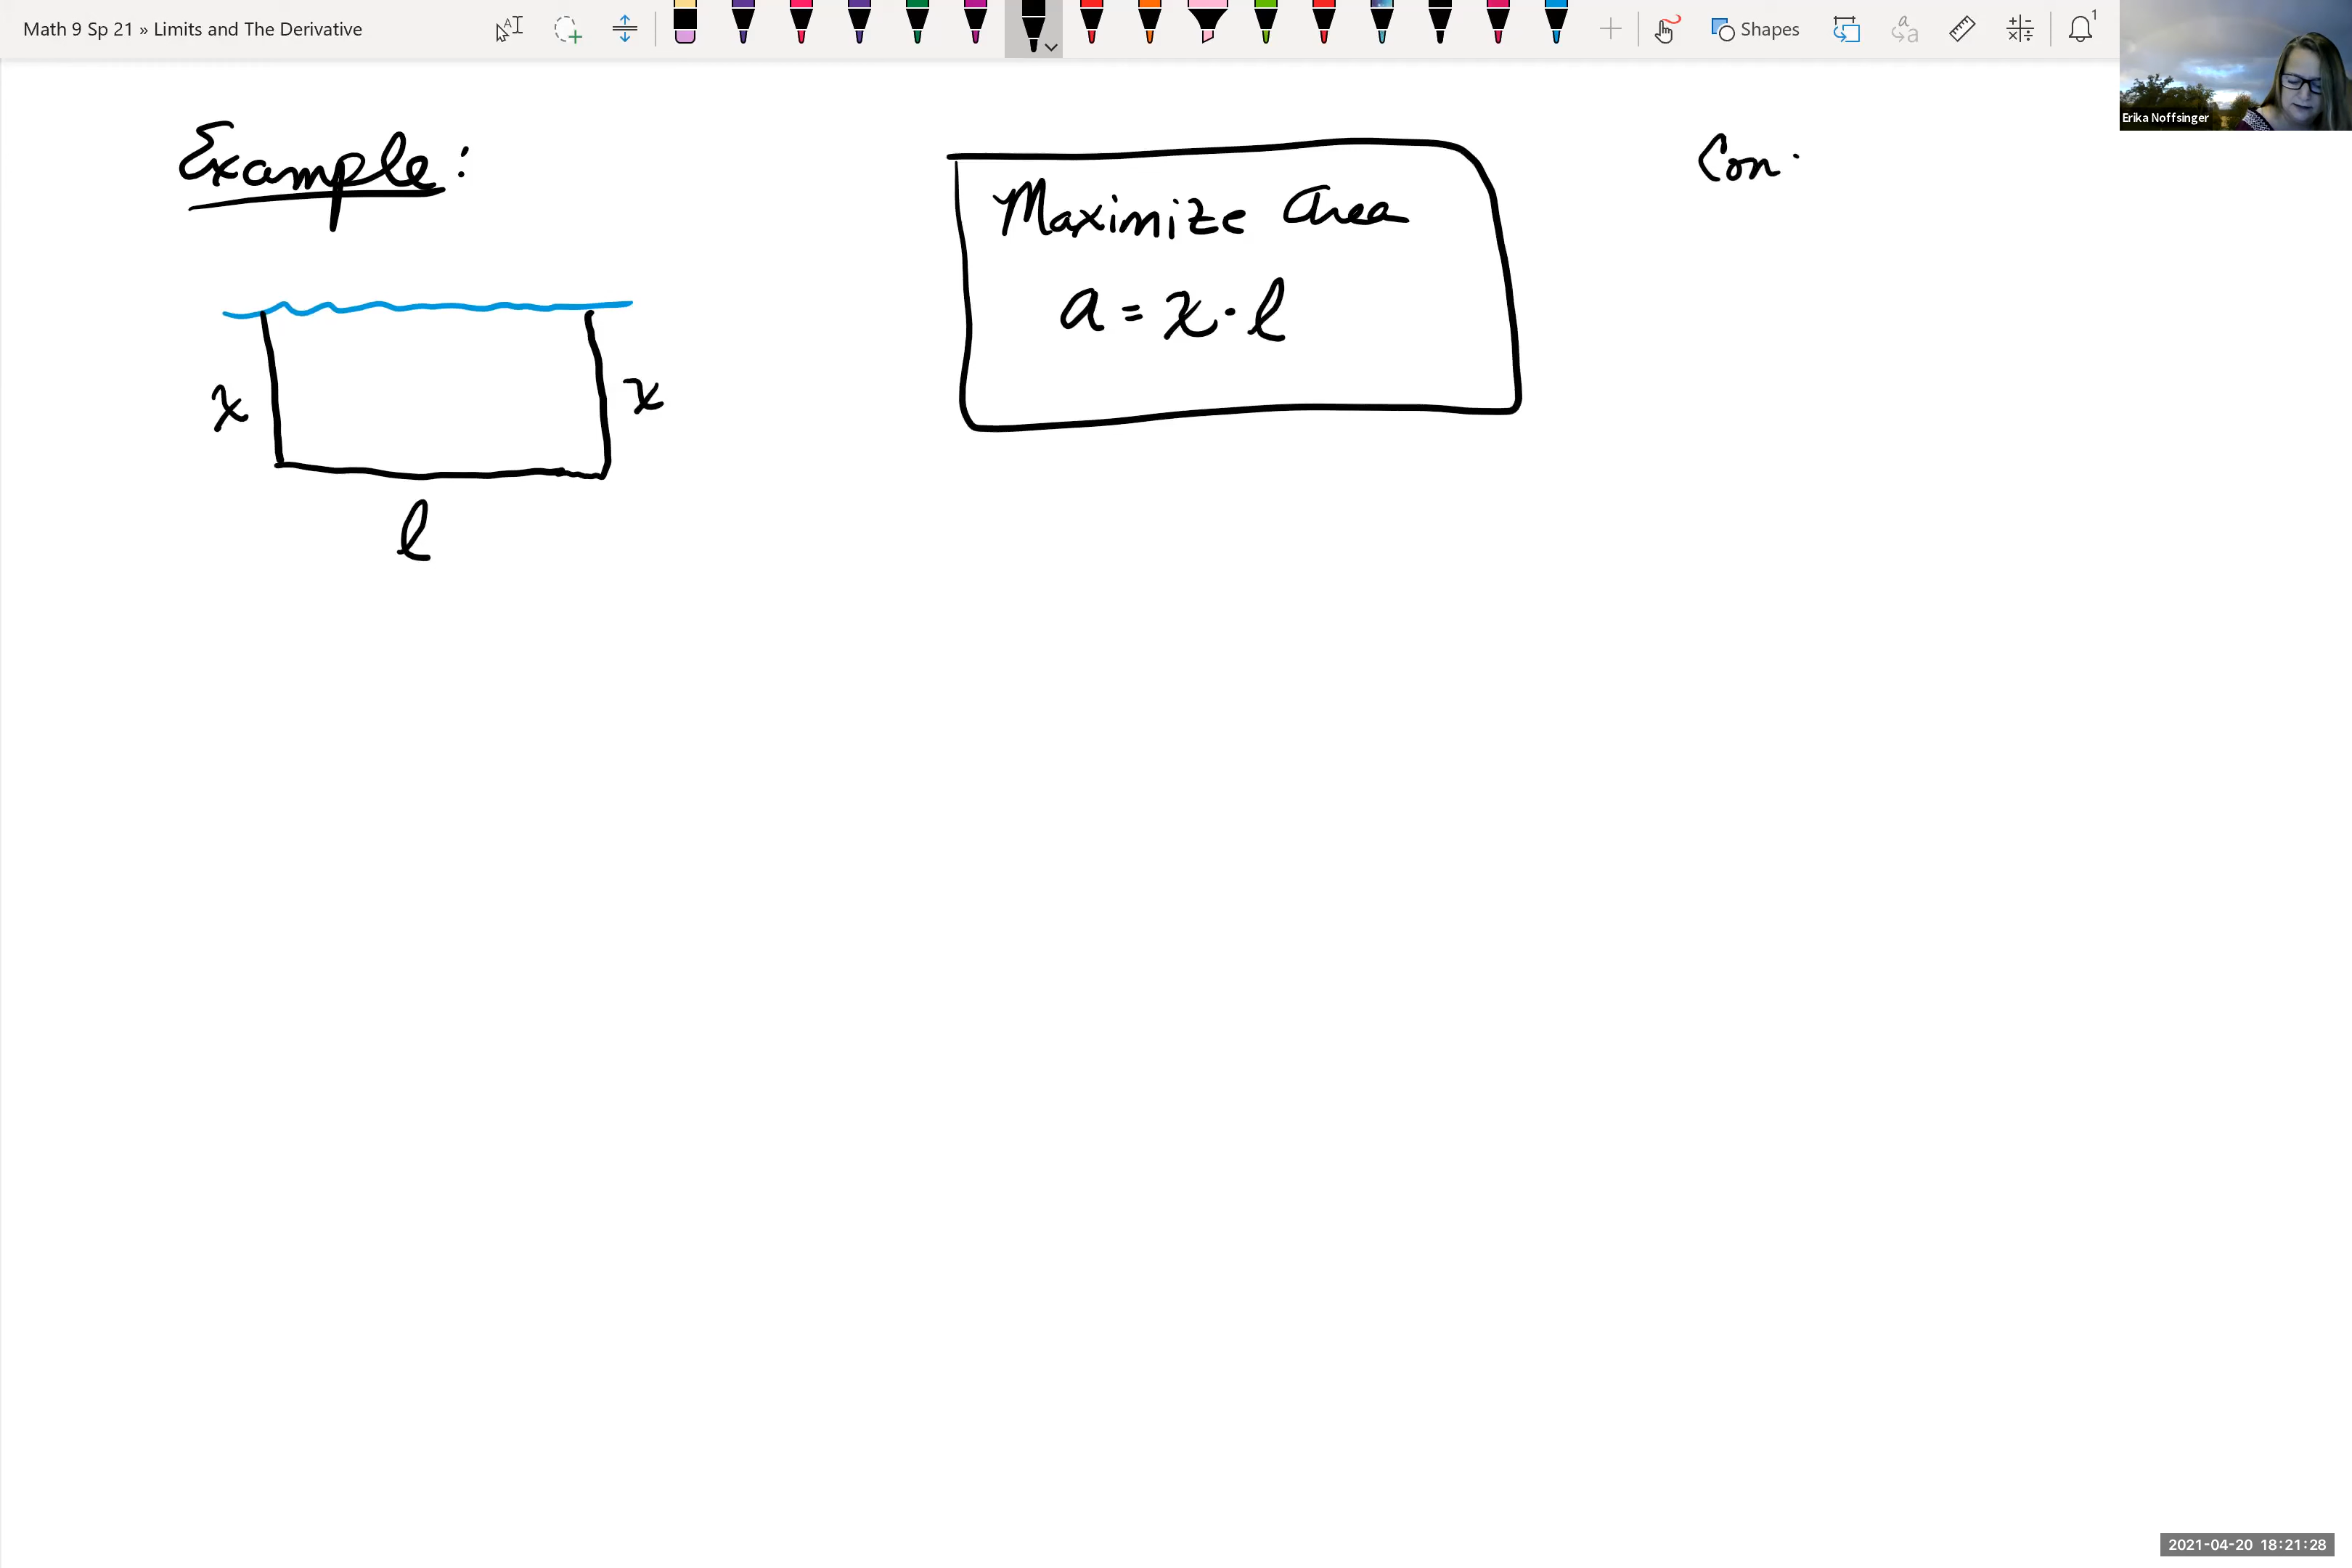 Math 9 Sp 21 » Limits and The Derivative
Shapes
1
Erika Noffsinger
Example:
Maximize Area
a = x · l
Con·
x
x
l
2021-04-20 18:21:28